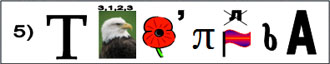 3,1,2,3
5) Т ’ π л ь А